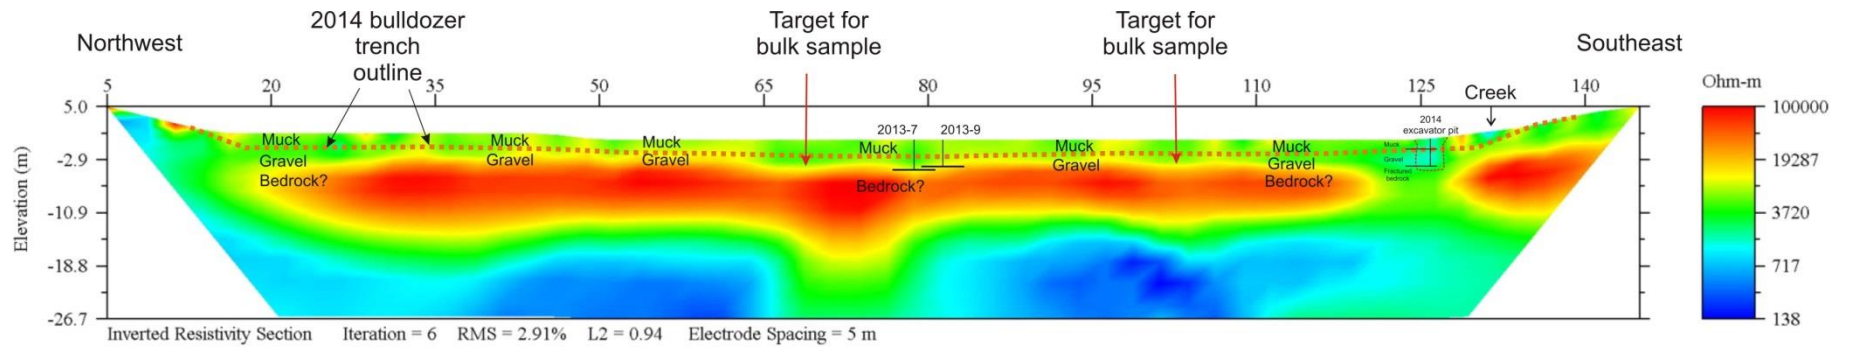 2014 bulldozer
trench
outline
Target for
bulk sample
Target for
bulk sample
Northwest
Southeast
5 20 35 50 65 80 95 110 125 140
Ohm-m
Creek
5.0
-2.9
-10.9
-18.8
-26.7
Elevation (m)
100000
19287
3720
717
138
2014
excavator pit
2013-7
2013-9
Muck
Gravel
Bedrock?
Muck
Gravel
Muck
Gravel
Muck
Bedrock?
Muck
Gravel
Muck
Gravel
Bedrock?
Muck
Gravel
Fractured
bedrock
Inverted Resistivity Section Iteration = 6 RMS = 2.91% L2 = 0.94 Electrode Spacing = 5 m